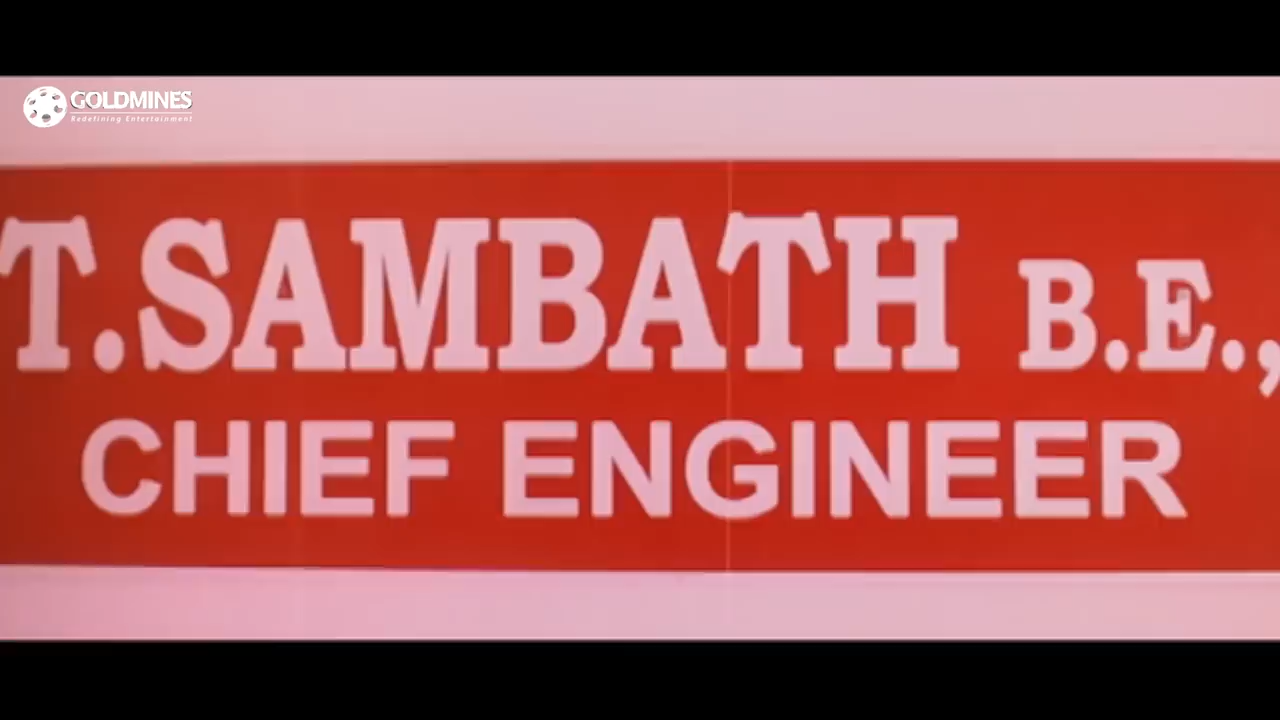 GOLDMINES
Redefining Entertainment
T.SAMBATH B.E.,
CHIEF ENGINEER